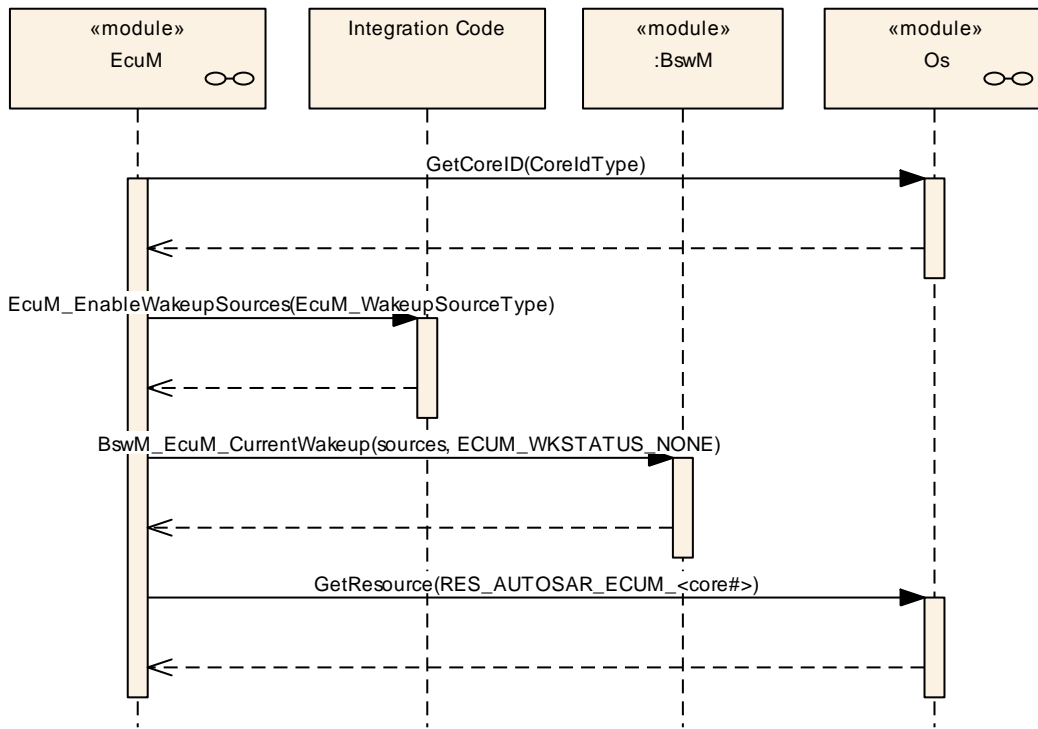 «module»
EcuM
Integration Code
«module»
:BswM
«module»
Os
GetCoreID(CoreIdType)
EcuM_EnableWakeupSources(EcuM_WakeupSourceType)
BswM_EcuM_CurrentWakeup(sources, ECUM_WKSTATUS_NONE)
GetResource(RES_AUTOSAR_ECUM_<core#>)